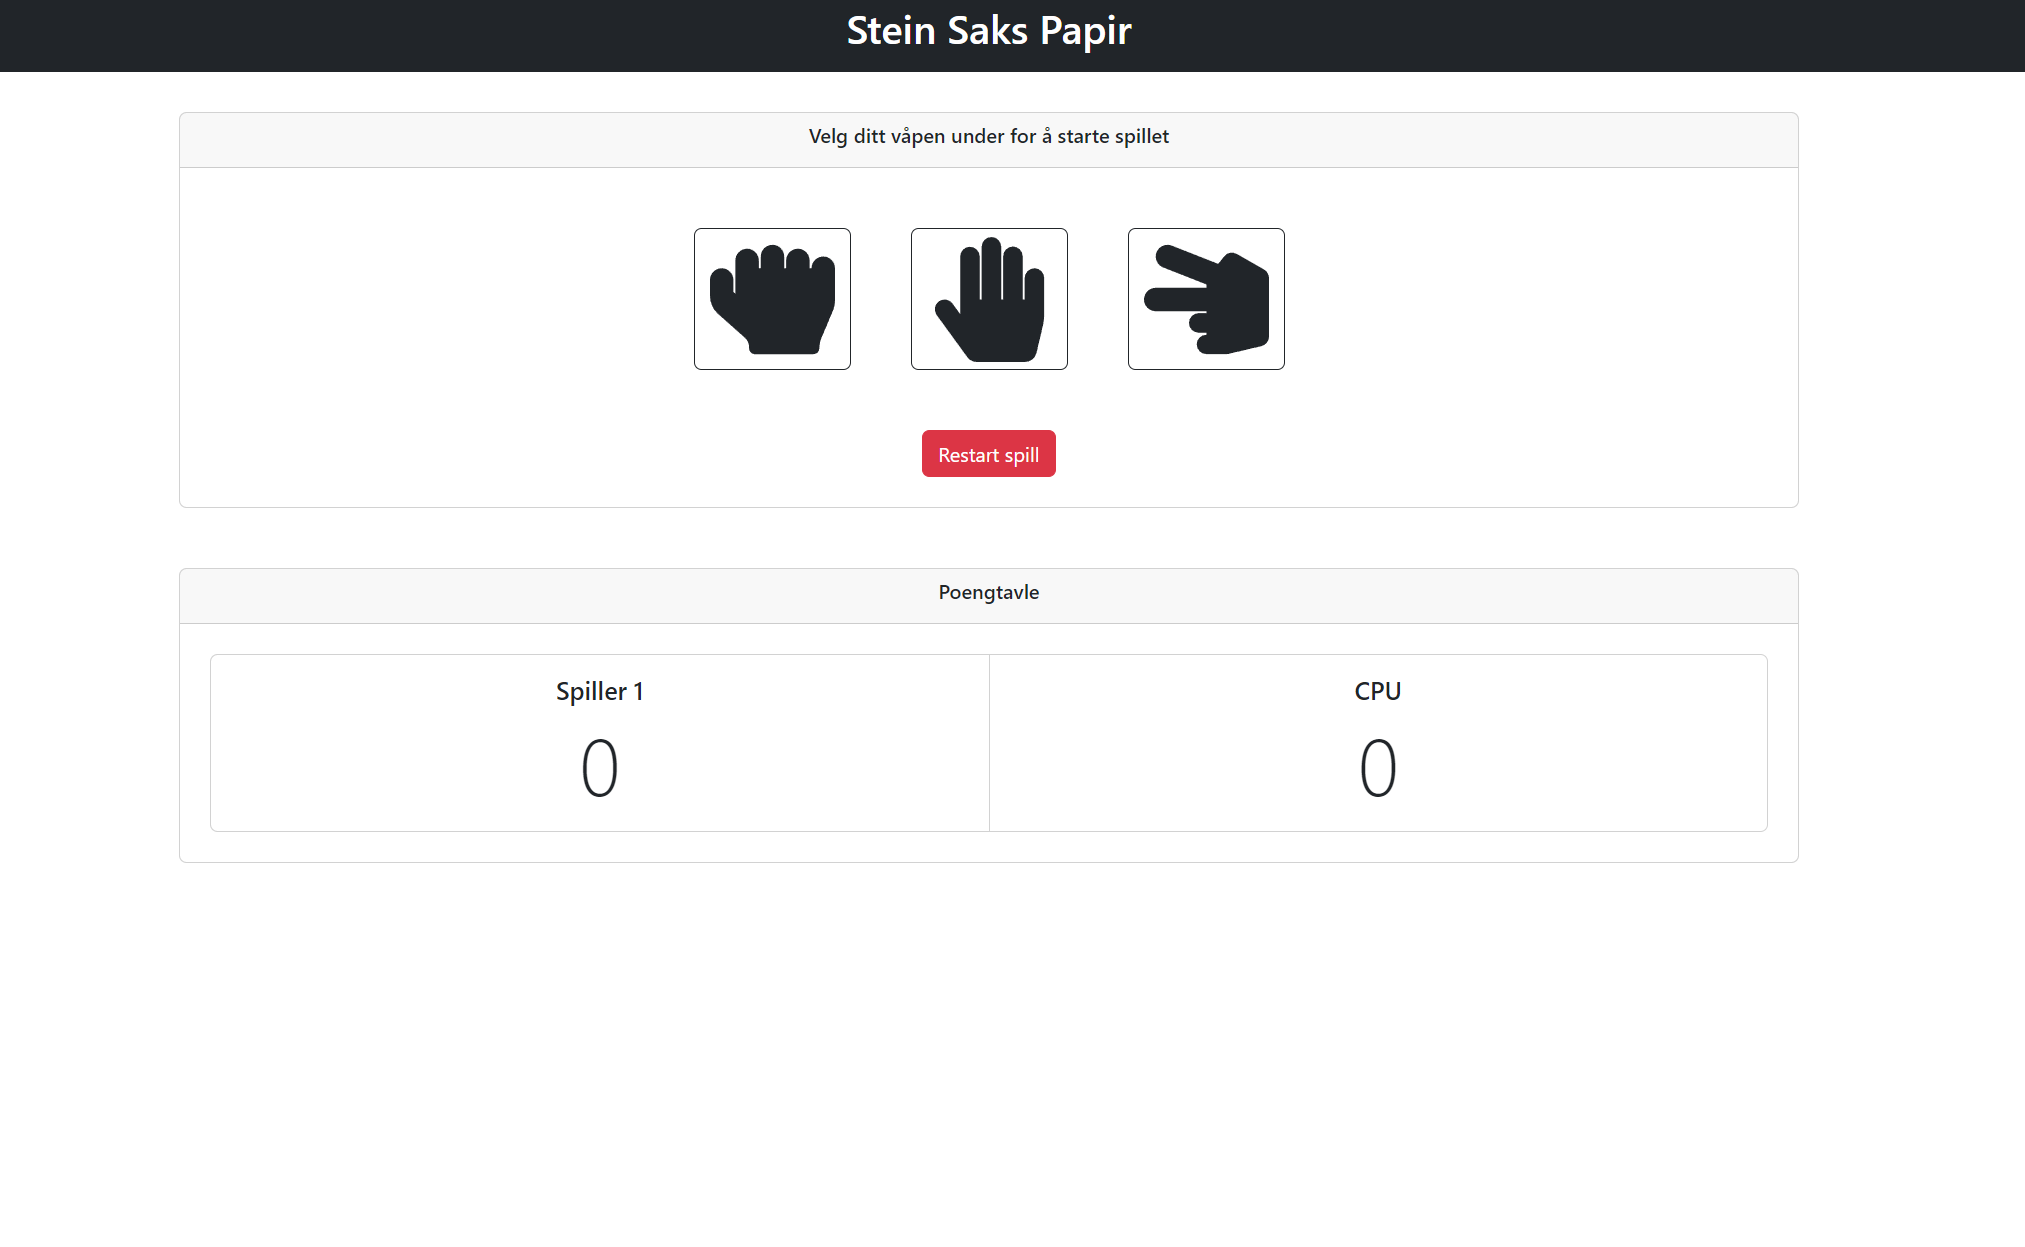 Stein Saks Papir
Velg ditt våpen under for å starte spillet
Restart spill
Poengtavle
Spiller 1
CPU
0
0